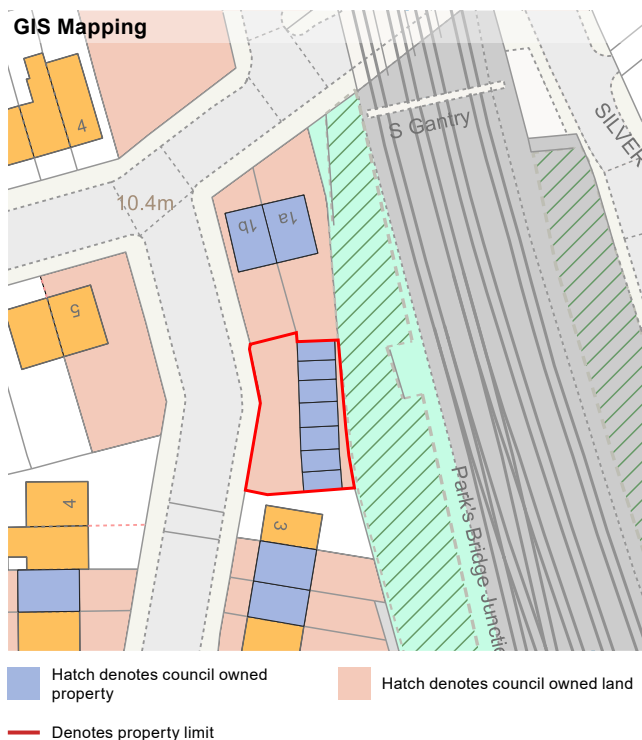 GIS Mapping
4
S Gantry
SILVER
10.4m
1b
1a
5
4
3
Park's Bridge Junctio
Hatch denotes council owned
property
Hatch denotes council owned land
Denotes property limit